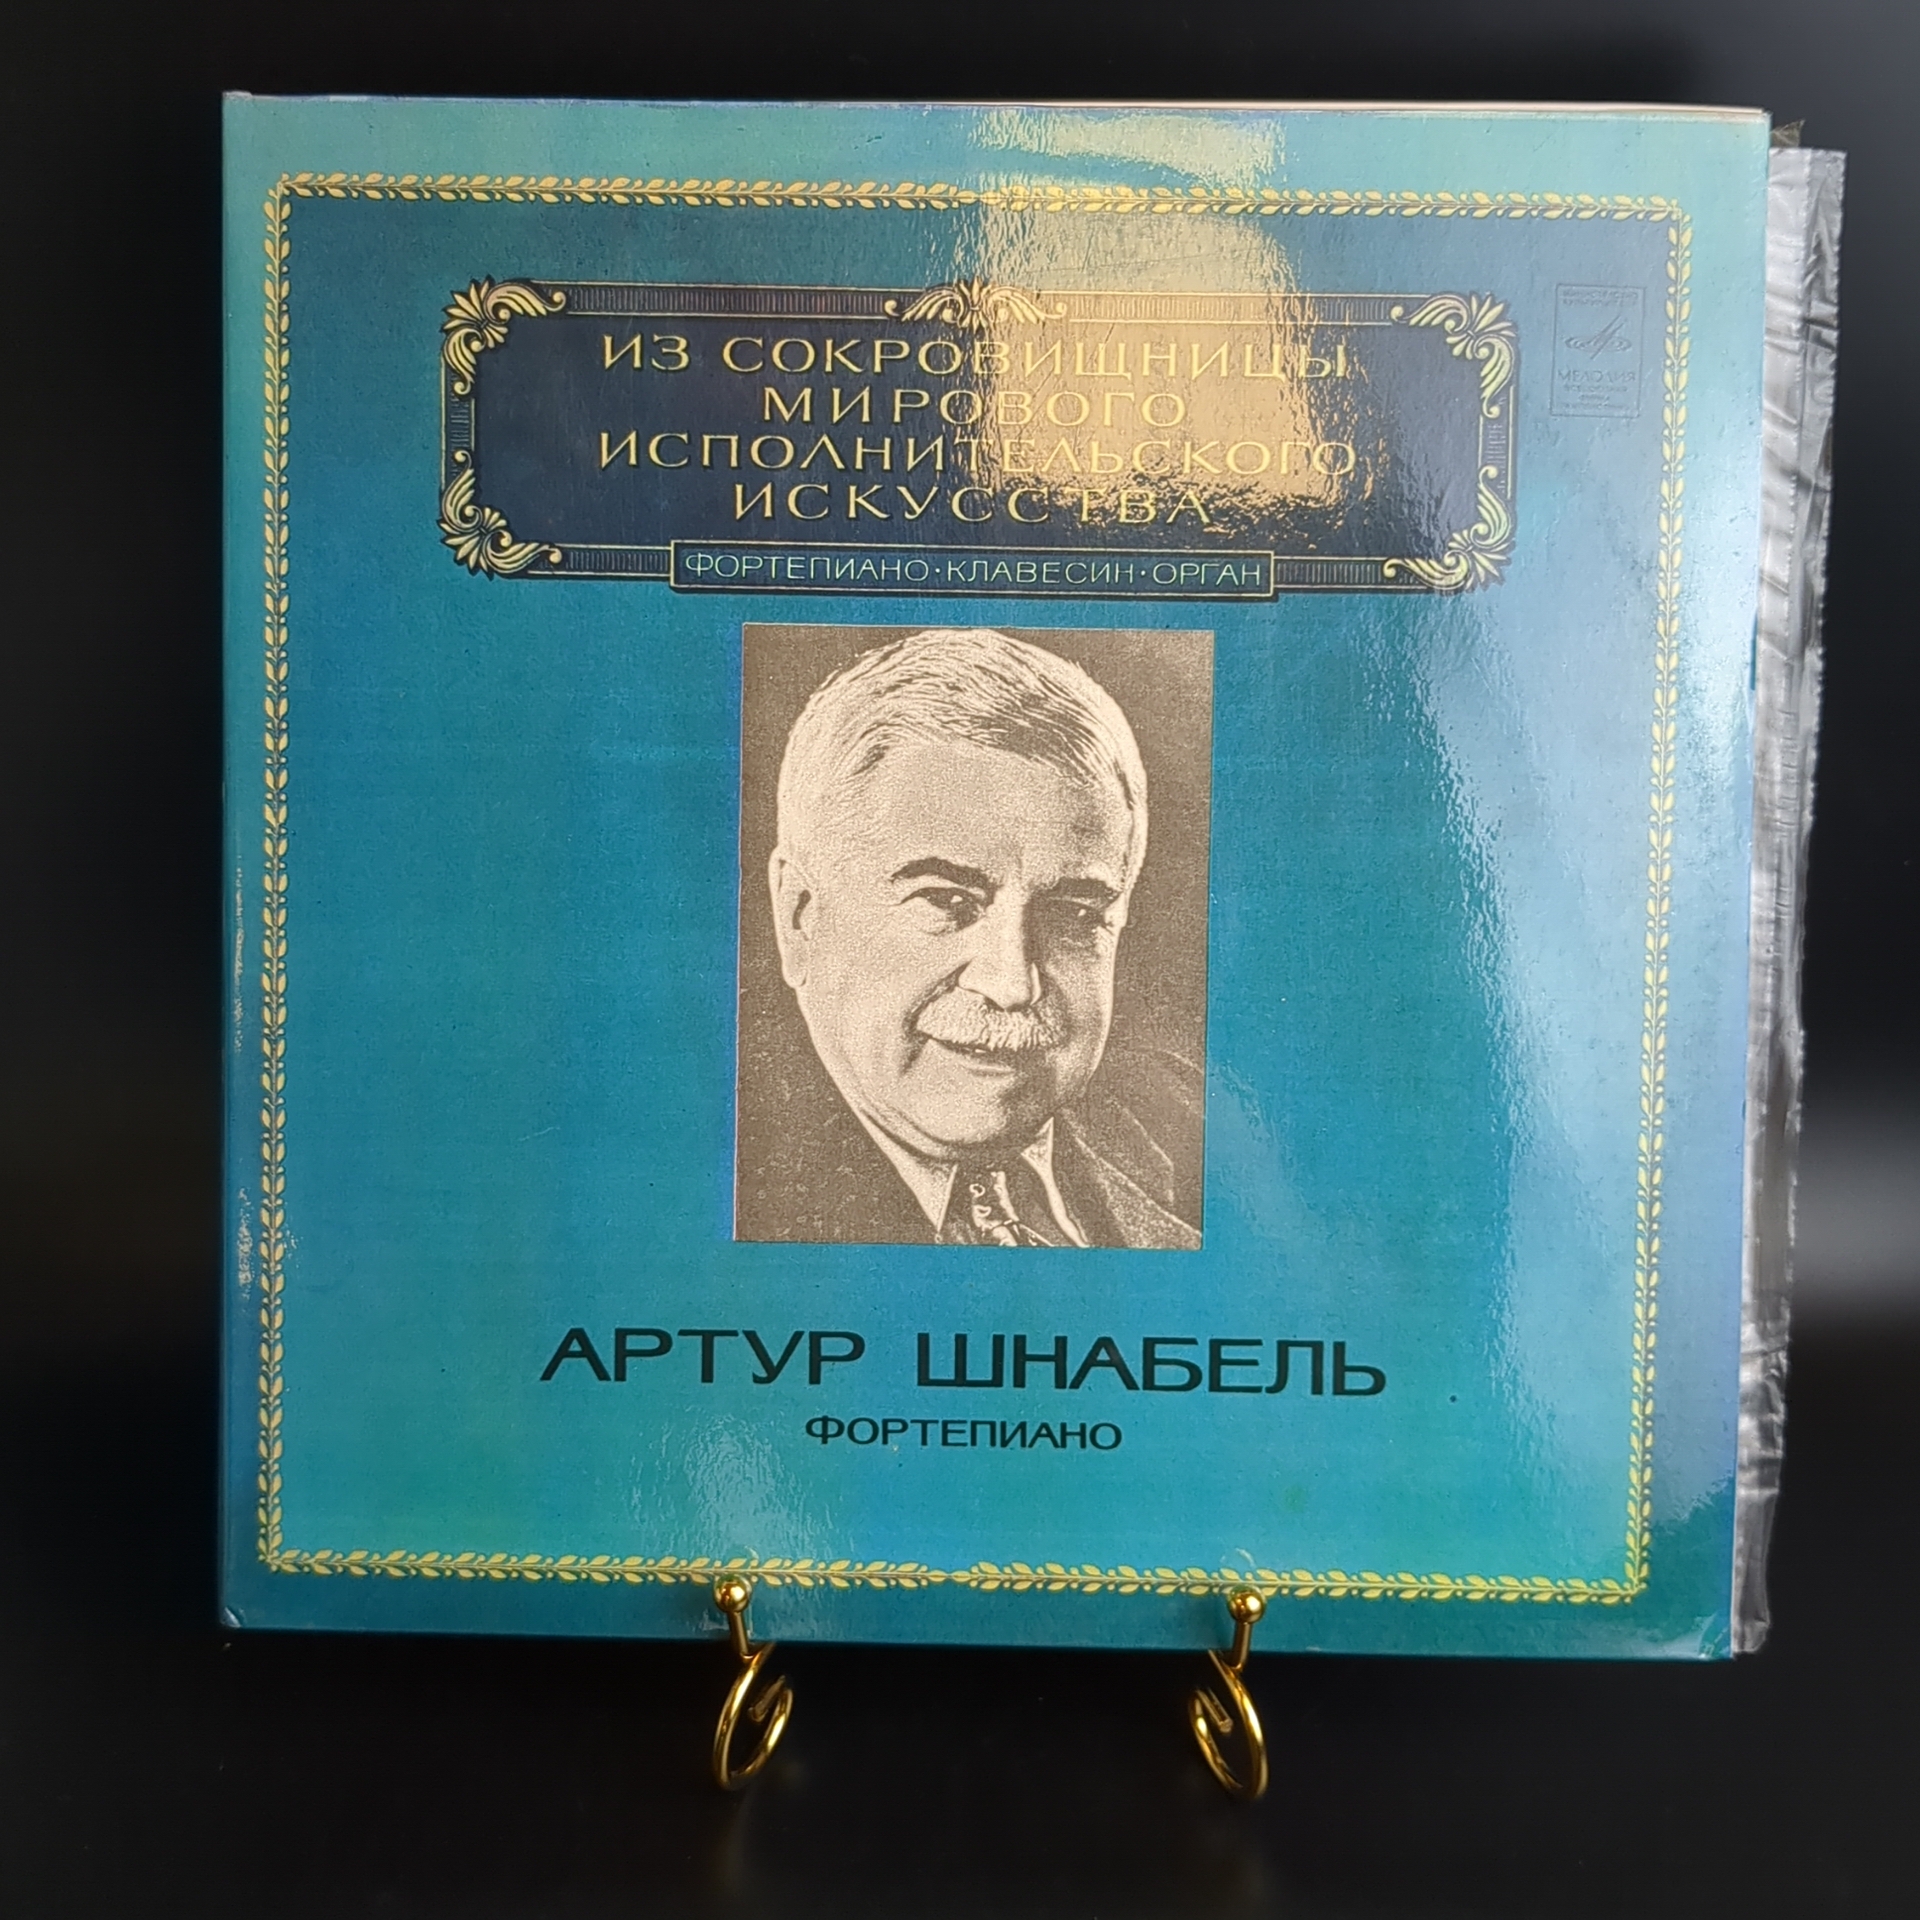 ИЗ СОКРОВИЩНИЦЫ
МИРОВОГО
ИСПОЛНИТЕЛЬСКОГО
ИСКУССТВА
ФОРТЕПИАНО·КЛАВЕСИН·ОРГАН
МЕЛОДИЯ
АРТУР ШНАБЕЛЬ
ФОРТЕПИАНО